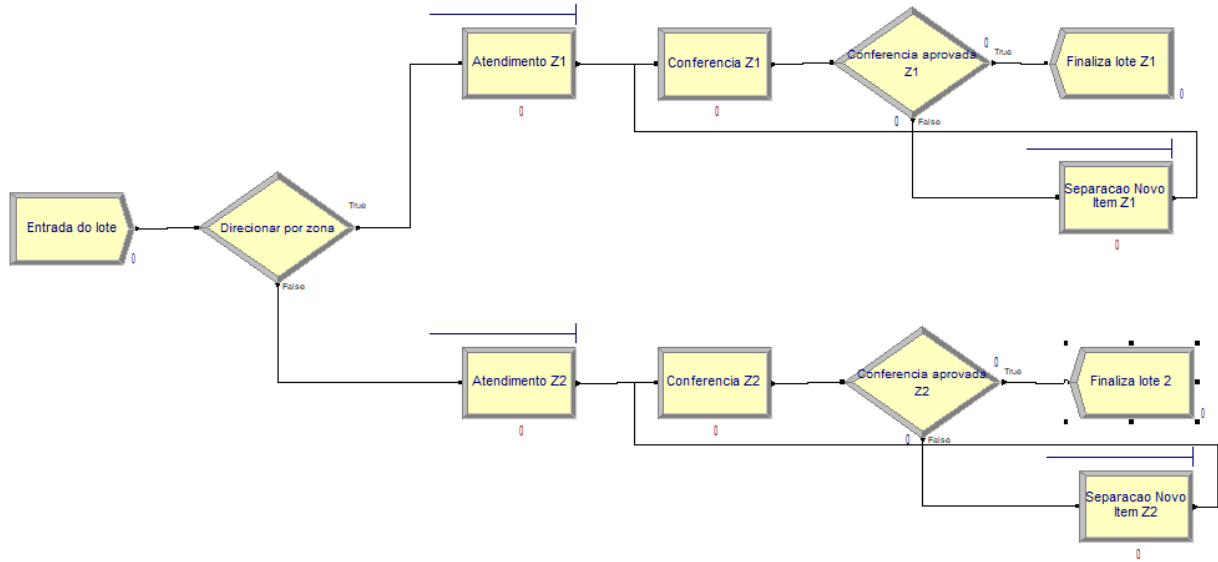 Atendimento Z1
0
Conferencia Z1
0
Conferencia aprovada
Z1
0
True
0
False
Finaliza lote Z1
0
Separacao Novo
Item Z1
0
Entrada do lote
0
Direcionar por zona
True
False
Atendimento Z2
0
Conferencia Z2
0
Conferencia aprovada
Z2
0
True
0
False
Finaliza lote 2
0
Separacao Novo
Item Z2
0